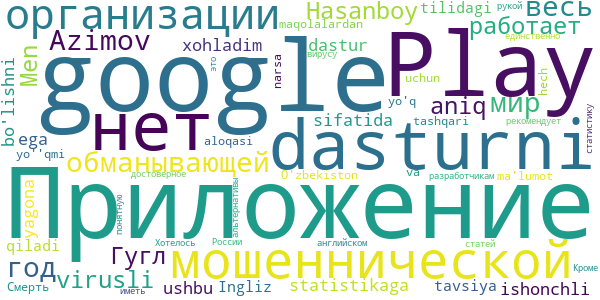 организации Hasanboy tilidagi рукой весь
maqolalardan работает
Azimov xohladim dastur единственно
Men google Play вирусу narsa это
bo'lishni uchun hech
нет yo'q aniq мир статистику
sifatida tashqari рекомендует
ega dasturni
yo''qmi aloqasi
обманывающей
достоверное O'zbekiston va разработчикам ma'lumot
Приложение
yagona понятную альтернативы
qiladi Гугл Хотелось России английском статей
год мошеннической Кроме
virusli statistikaga
Смерть иметь ushbu Ingliz tavsiya ishonchli